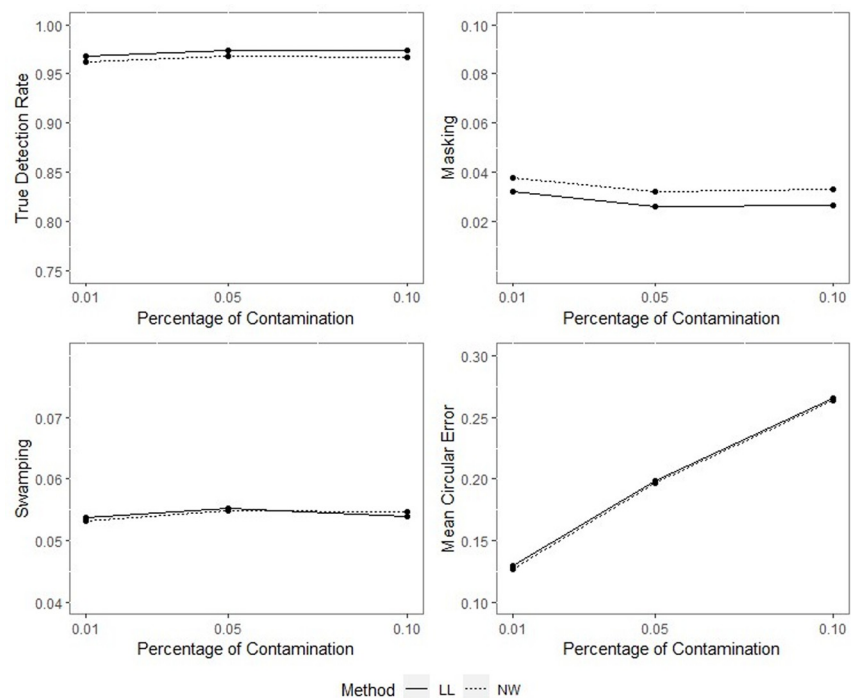 True Detection Rate
1.00
0.95
0.90
0.85
0.80
0.75
0.01 0.05 0.10
Percentage of Contamination
Masking
0.10
0.08
0.06
0.04
0.02
0.01 0.05 0.10
Percentage of Contamination
Swamping
0.07
0.06
0.05
0.04
0.01 0.05 0.10
Percentage of Contamination
Mean Circular Error
0.30
0.25
0.20
0.15
0.10
0.01 0.05 0.10
Percentage of Contamination
Method LL NW